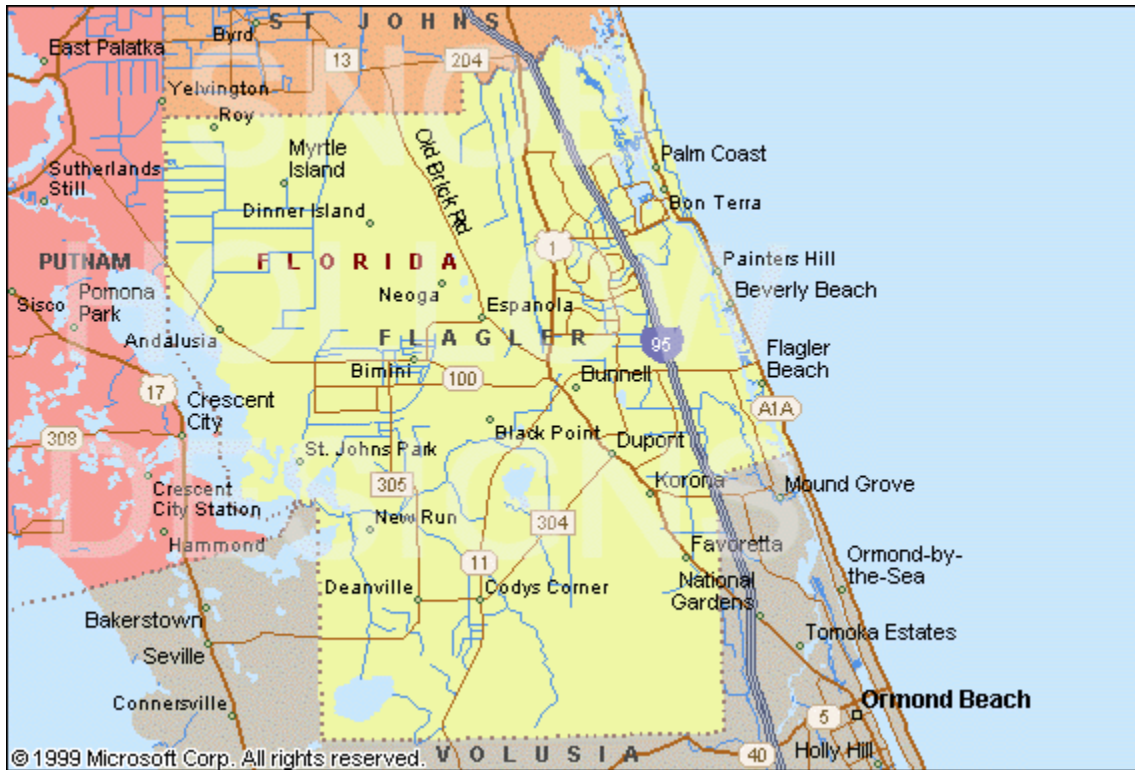 ST JOHNS
Byrd
East Palatka
13
204
Yelvington
Roy
SNOW
Old Brick Rd
Myrtle
Island
Palm Coast
Sutherlands
Still
Dinner Island
Bon Terra
1
PUTNAM
FLORIDA
HOLLOW
Painters Hill
Sisco
Pomona
Park
Neoga
Espanola
Beverly Beach
Andalusia
FLAGLER
95
Flagler
Beach
Bimini
100
Bunnell
17
Crescent
City
A1A
308
Black Point
Dupont
St. Johns Park
DESIGNS
Crescent
City Station
305
Korona
Mound Grove
New Run
304
Hammond
11
Favoretta
Ormond-by-
the-Sea
Deanville
Codys Corner
National
Gardens
Bakerstown
Tomoka Estates
Seville
Connersville
Ormond Beach
5
© 1999 Microsoft Corp. All rights reserved.
VOLUSIA
40
Holly Hill